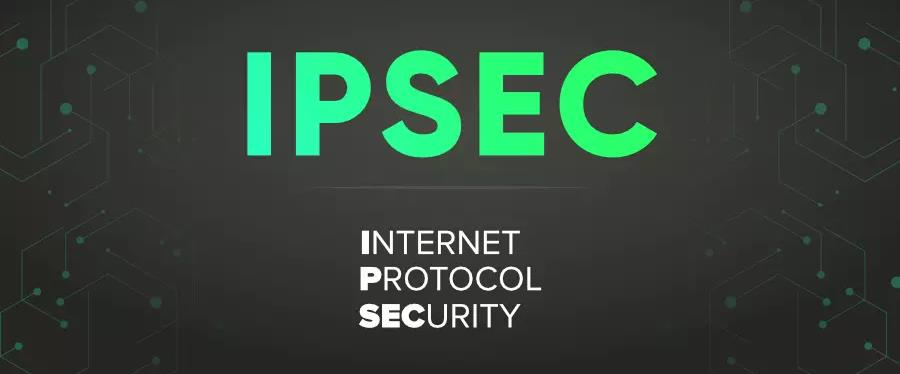 IPSEC
INTERNET
PROTOCOL
SECURITY